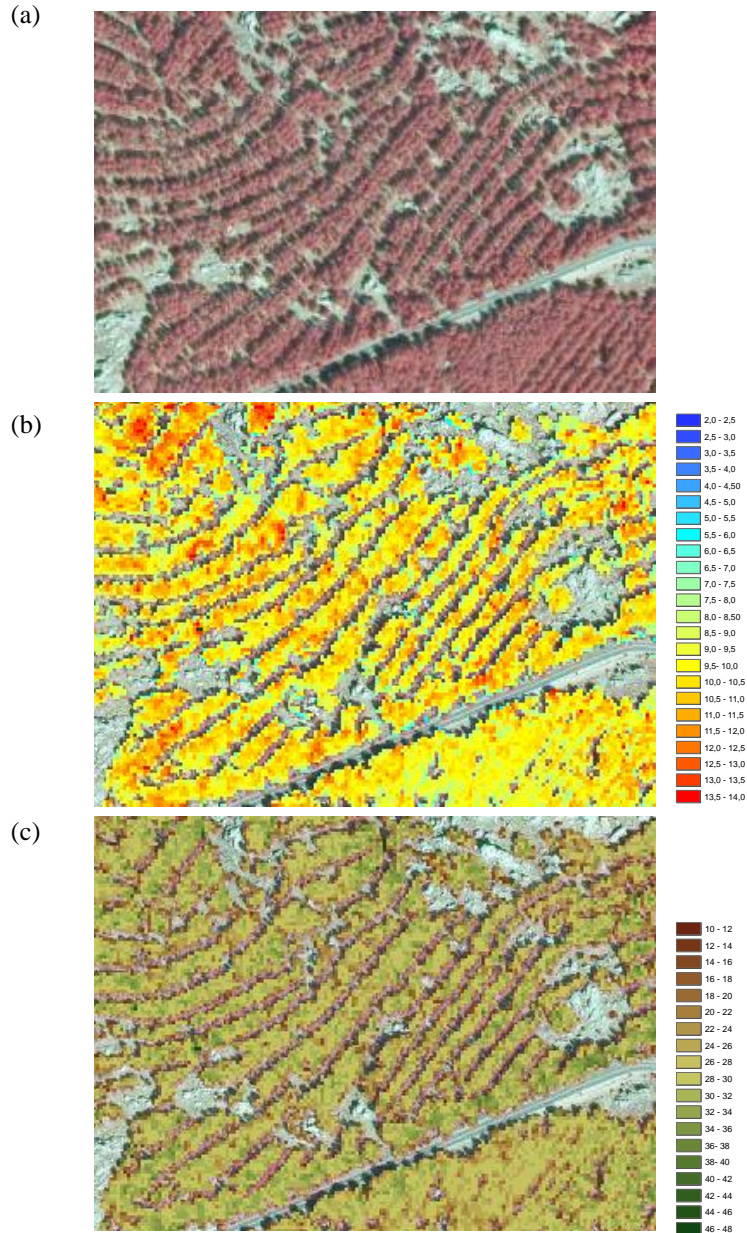 (a)
(b)
2,0 - 2,5
2,5 - 3,0
3,0 - 3,5
3,5 - 4,0
4,0 - 4,50
4,5 - 5,0
5,0 - 5,5
5,5 - 6,0
6,0 - 6,5
6,5 - 7,0
7,0 - 7,5
7,5 - 8,0
8,0 - 8,50
8,5 - 9,0
9,0 - 9,5
9,5- 10,0
10,0 - 10,5
10,5 - 11,0
11,0 - 11,5
11,5 - 12,0
12,0 - 12,5
12,5 - 13,0
13,0 - 13,5
13,5 - 14,0
(c)
10 - 12
12 - 14
14 - 16
16 - 18
18 - 20
20 - 22
22 - 24
24 - 26
26 - 28
28 - 30
30 - 32
32 - 34
34 - 36
36- 38
38 - 40
40 - 42
42 - 44
44 - 46
46 - 48